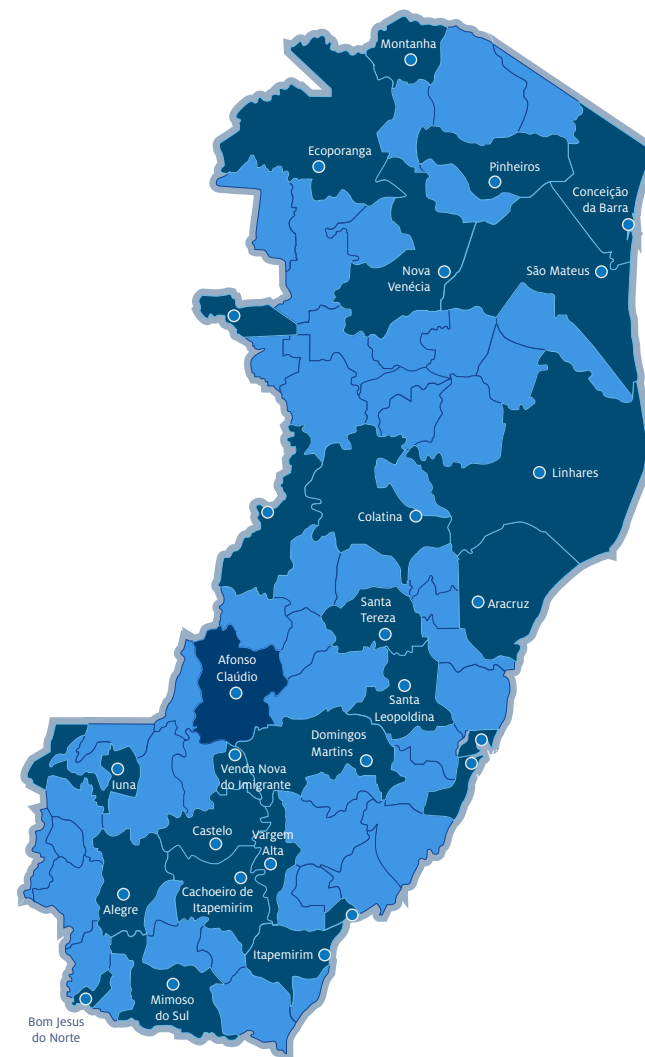 Montanha
Ecoporanga
Pinheiros
Conceição
da Barra
Nova
Venécia
São Mateus
Linhares
Colatina
Santa
Tereza
Aracruz
Afonso
Claúdio
Santa
Leopoldina
Domingos
Martins
Venda Nova
do Imigrante
Iuna
Castelo
Vargem
Alta
Cachoeiro de
Itapemirim
Alegre
Itapemirim
Mimoso
do Sul
Bom Jesus
do Norte